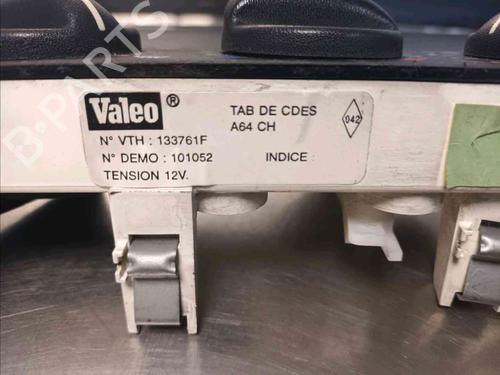 Valeo®
TAB DE CDES
A64 CH
042
N° VTH : 133761F
N° DEMO : 101052
INDICE :
TENSION 12V.
B-PARTS